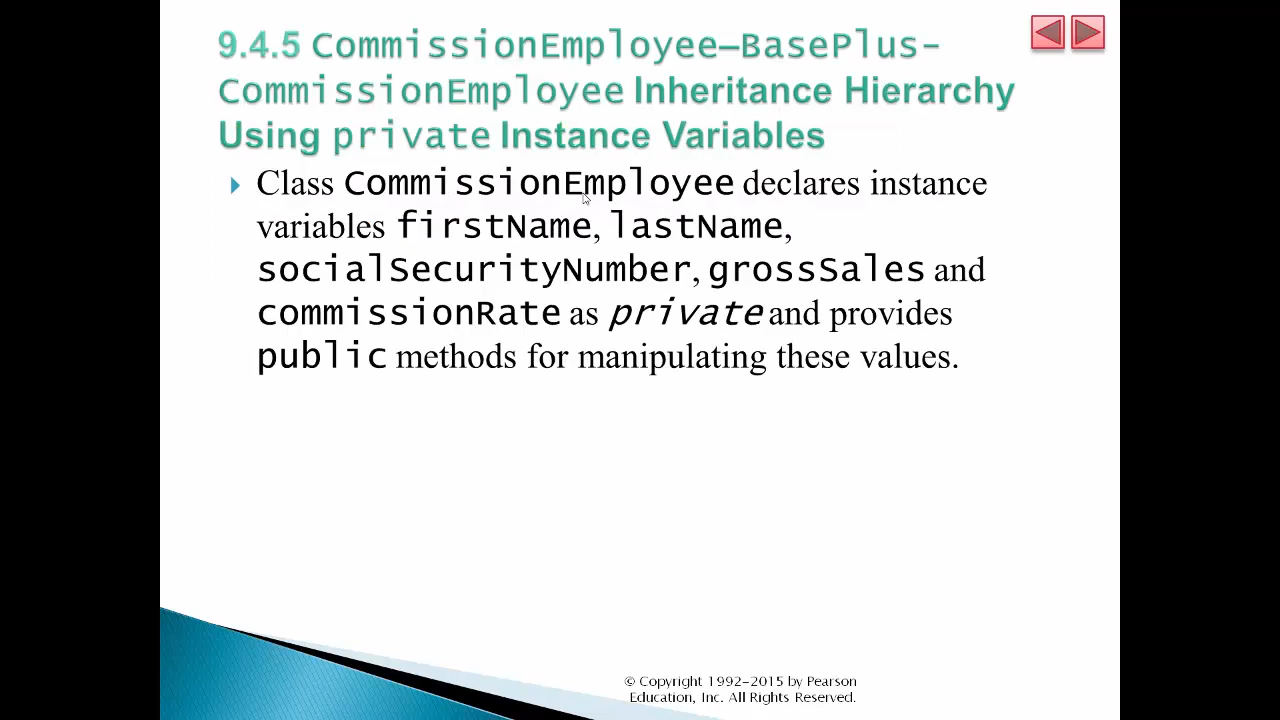 9.4.5 CommissionEmployee–BasePlus-
CommissionEmployee Inheritance Hierarchy
Using private Instance Variables
Class CommissionEmployee declares instance
variables firstName, lastName,
socialSecurityNumber, grossSales and
commissionRate as private and provides
public methods for manipulating these values.
© Copyright 1992–2015 by Pearson
Education, Inc. All Rights Reserved.